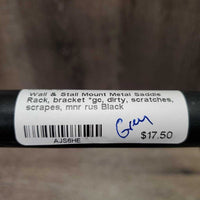 Wall & Stall Mount Metal Saddle
Rack, bracket *gc, dirty, scratches,
scrapes, mnr rus Black
Grey
AJS6HE
$17.50